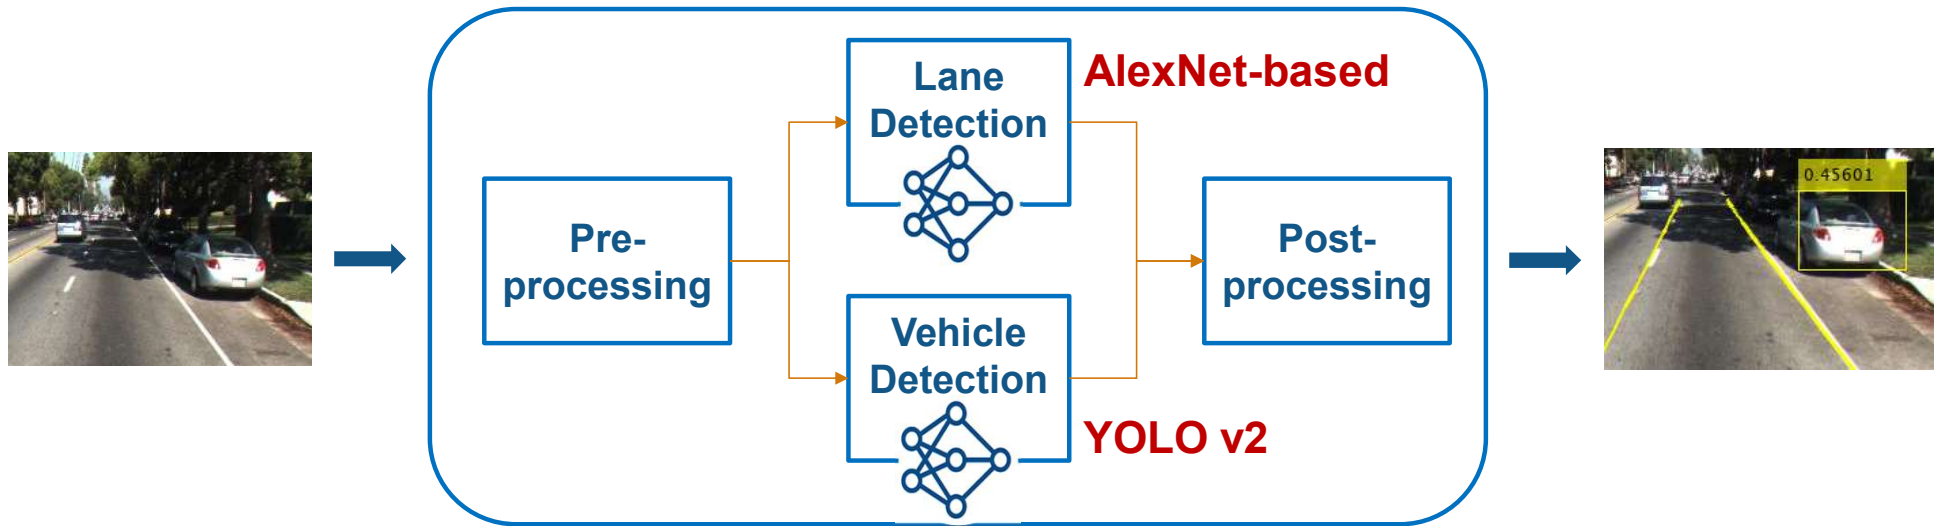 Pre-
processing
Lane
Detection
AlexNet-based
Vehicle
Detection
YOLO v2
Post-
processing
0.45601